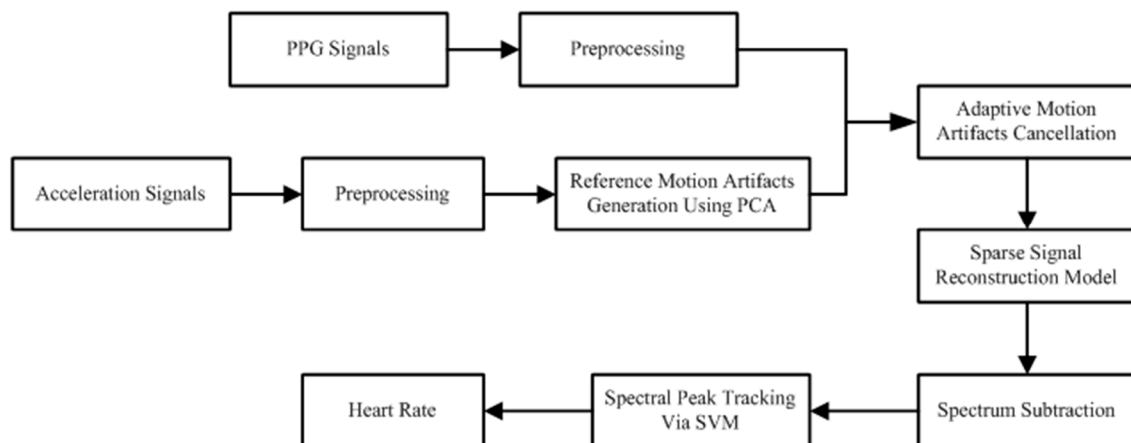 PPG Signals
Preprocessing
Adaptive Motion
Artifacts Cancellation
Acceleration Signals
Preprocessing
Reference Motion Artifacts
Generation Using PCA
Sparse Signal
Reconstruction Model
Heart Rate
Spectral Peak Tracking
Via SVM
Spectrum Subtraction